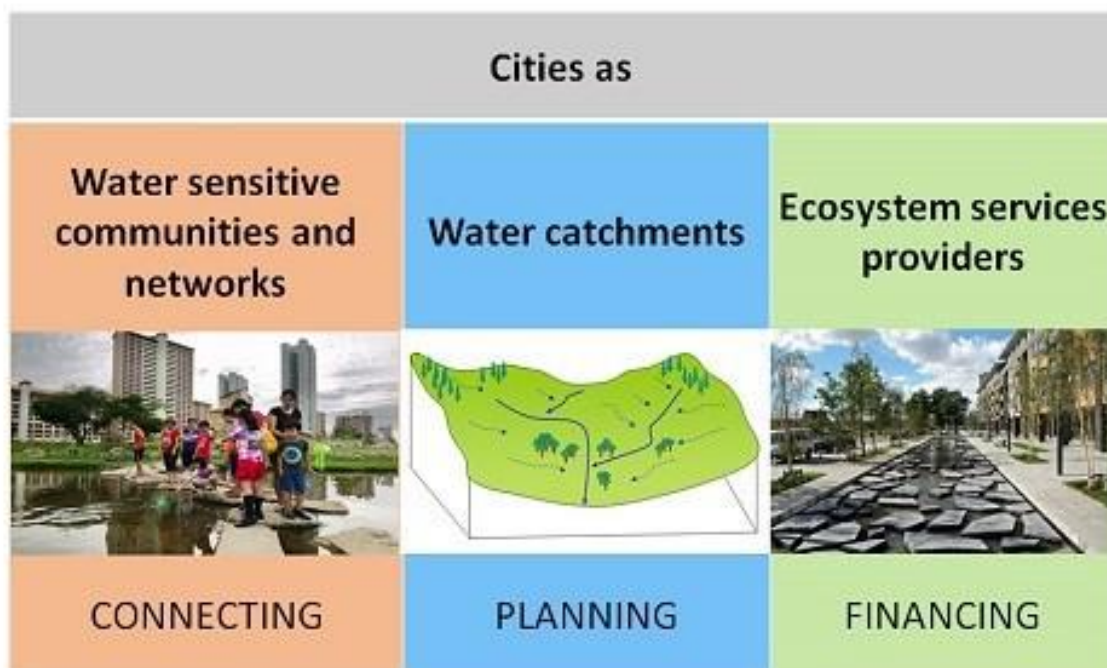 Cities as
Water sensitive
communities and
networks
Water catchments
Ecosystem services
providers
CONNECTING
PLANNING
FINANCING